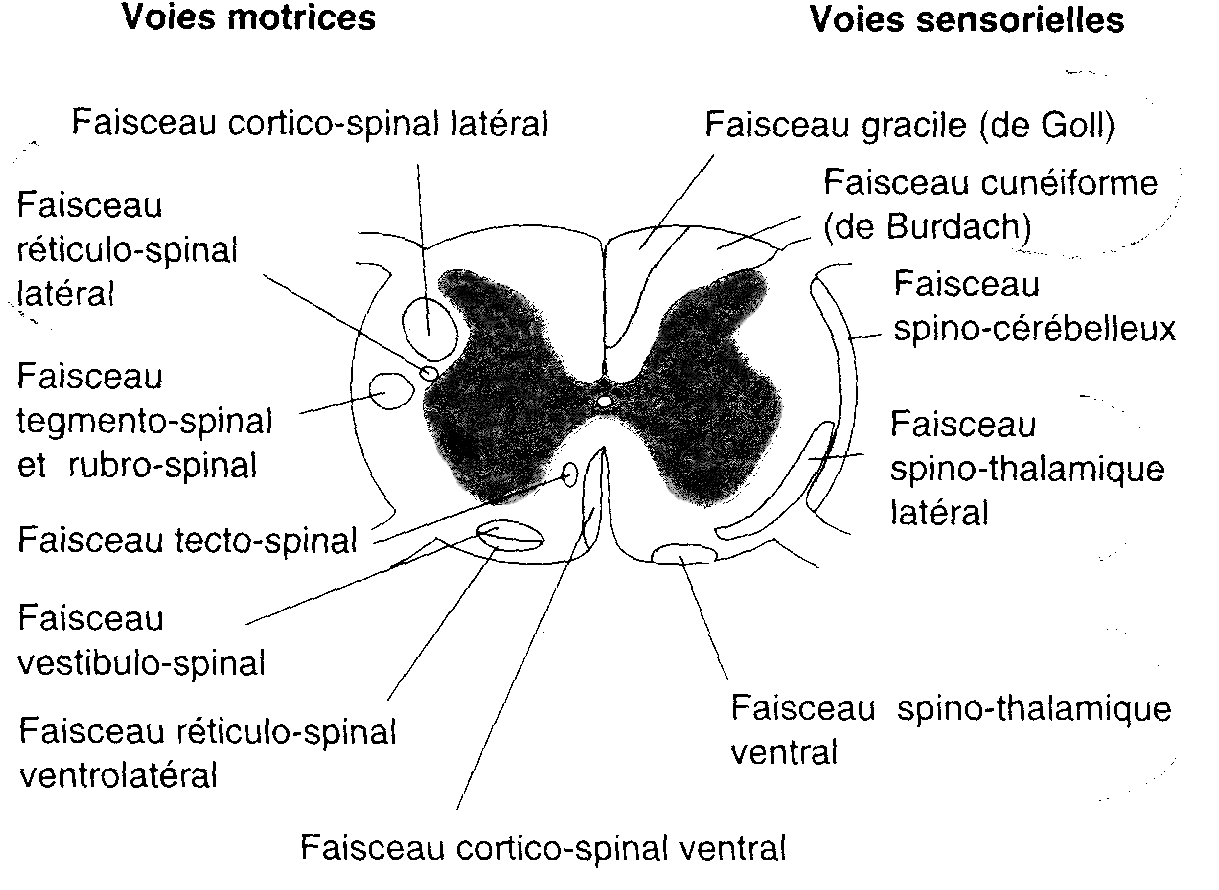 Voies motrices
Voies sensorielles
Faisceau cortico-spinal latéral
Faisceau
réticulo-spinal
latéral
Faisceau
tegmento-spinal
et rubro-spinal
Faisceau tecto-spinal
Faisceau
vestibulo-spinal
Faisceau réticulo-spinal
ventrolatéral
Faisceau cortico-spinal ventral
Faisceau gracile (de Goll)
Faisceau cunéiforme
(de Burdach)
Faisceau
spino-cérébelleux
Faisceau
spino-thalamique
latéral
Faisceau spino-thalamique
ventral